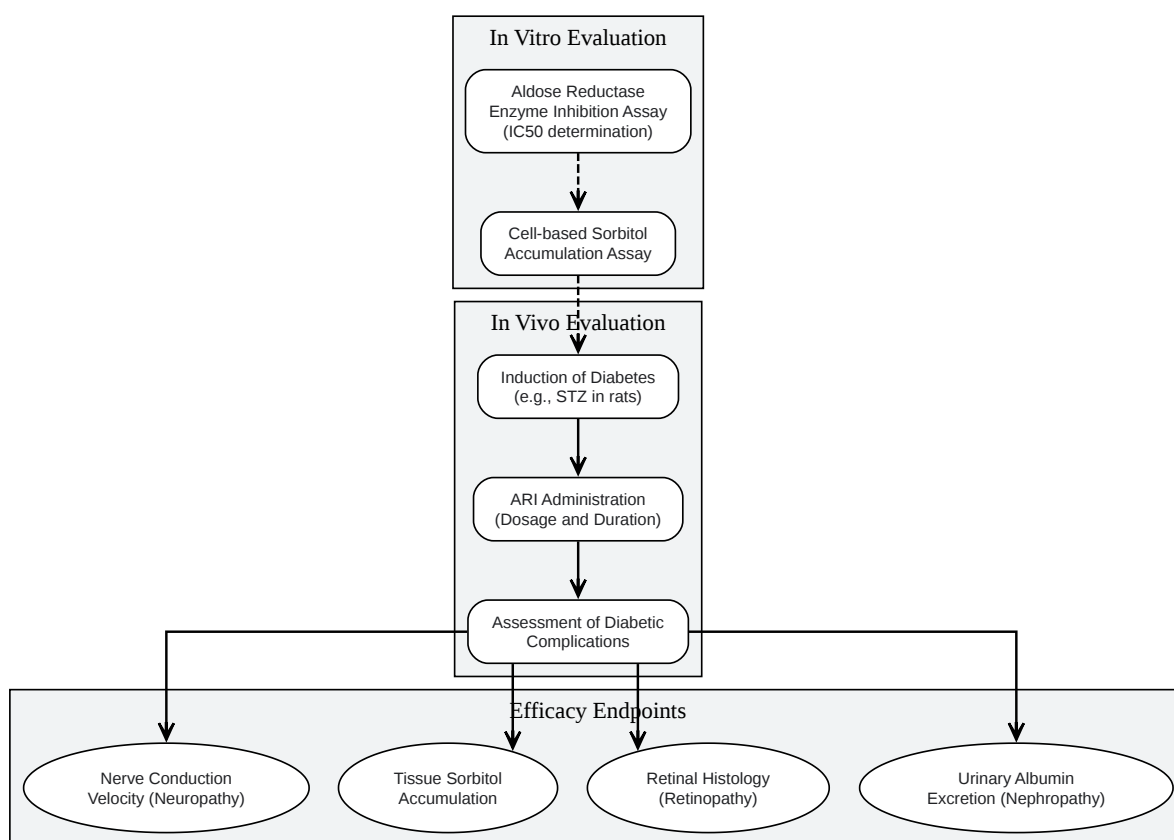 In Vitro Evaluation
Aldose Reductase
Enzyme Inhibition Assay
(IC50 determination)
Cell-based Sorbitol
Accumulation Assay
In Vivo Evaluation
Induction of Diabetes
(e.g., STZ in rats)
ARI Administration
(Dosage and Duration)
Assessment of Diabetic
Complications
Efficacy Endpoints
Nerve Conduction
Velocity (Neuropathy)
Tissue Sorbitol
Accumulation
Retinal Histology
(Retinopathy)
Urinary Albumin
Excretion (Nephropathy)